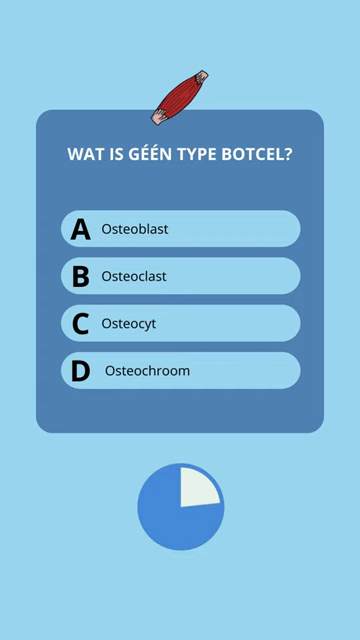 WAT IS GÉÉN TYPE BOTCEL?
A Osteoblast
B Osteoclast
C Osteocyt
D Osteochroom